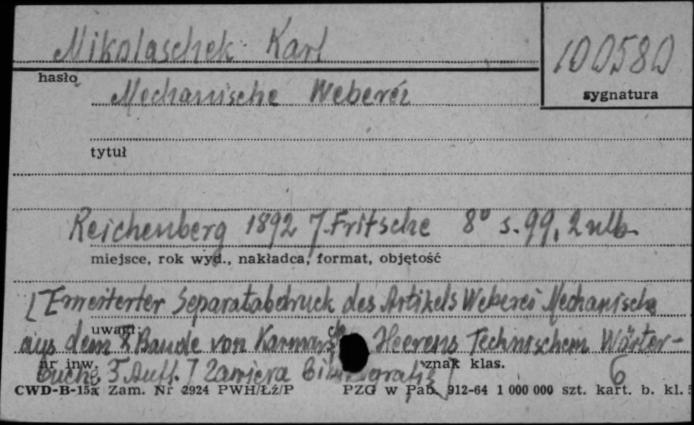 Mikolaschek Karl
100580
hasło
sygnatura
Mechanische Weberei
tytuł
Reichenberg 1892 J. Fritsche 8° s. 99, 2 nlb
miejsce, rok wyd., nakładca, format, objętość
[Erweiterter Separatabdruck des Artikels Weberei Mechanische
uwagi
aus dem X Bande von Karmarsch Heerens Technischem Wörter-
nr inw.
znak klas.
buche 3 Aufl. Zawiera Bibliografię] 6
CWD-B-15a Zam. Nr 2924 PWH/Łź/P PZG w Pab. 912-64 1 000 000 szt. kart. b. kl. 5